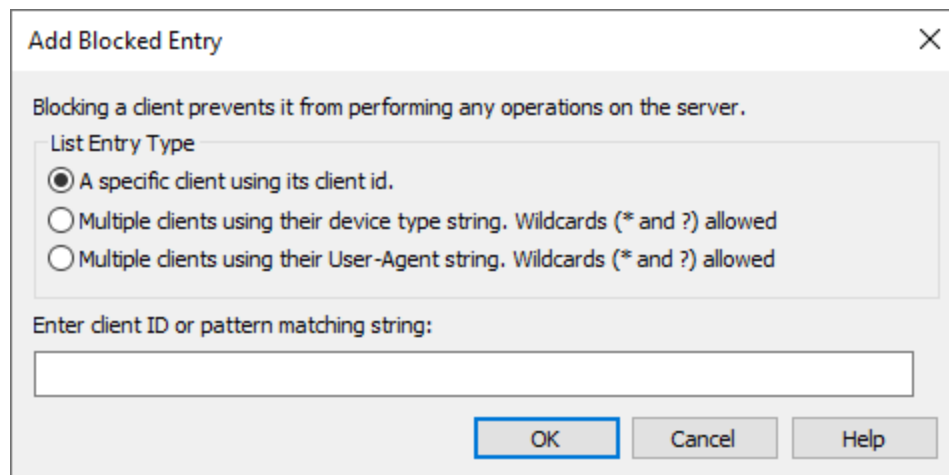 Add Blocked Entry
Blocking a client prevents it from performing any operations on the server.
List Entry Type
A specific client using its client id.
Multiple clients using their device type string. Wildcards (* and ?) allowed
Multiple clients using their User-Agent string. Wildcards (* and ?) allowed
Enter client ID or pattern matching string:
OK Cancel Help